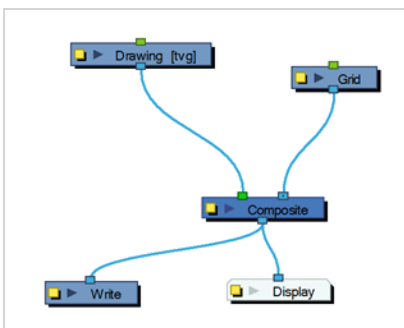 Drawing [tvg]
Grid
Composite
Write
Display